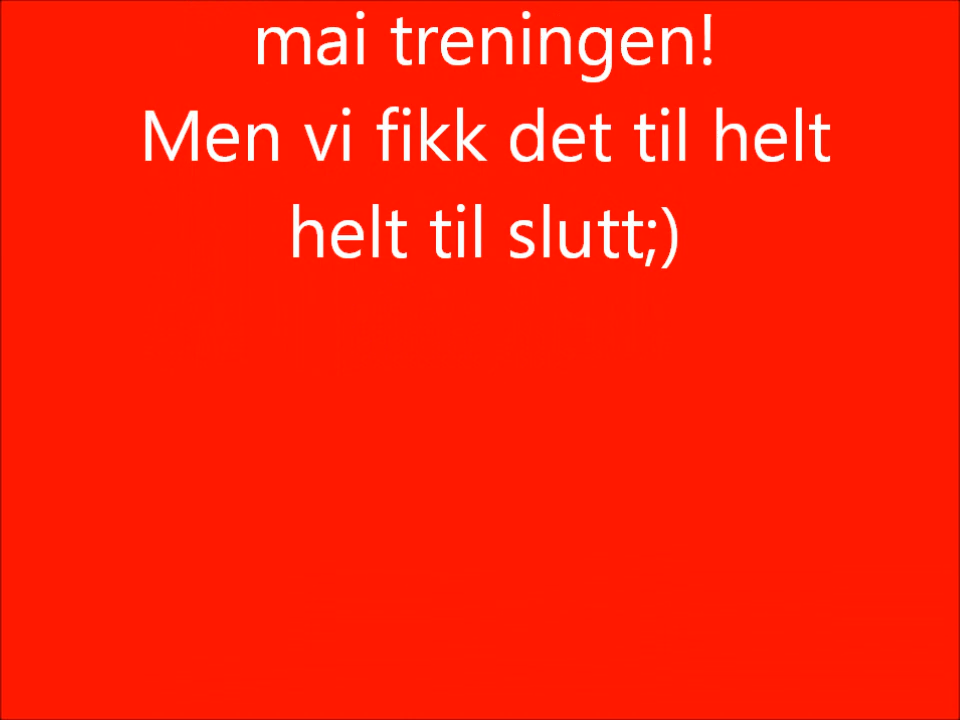 mai treningen!
Men vi fikk det til helt
helt til slutt;)